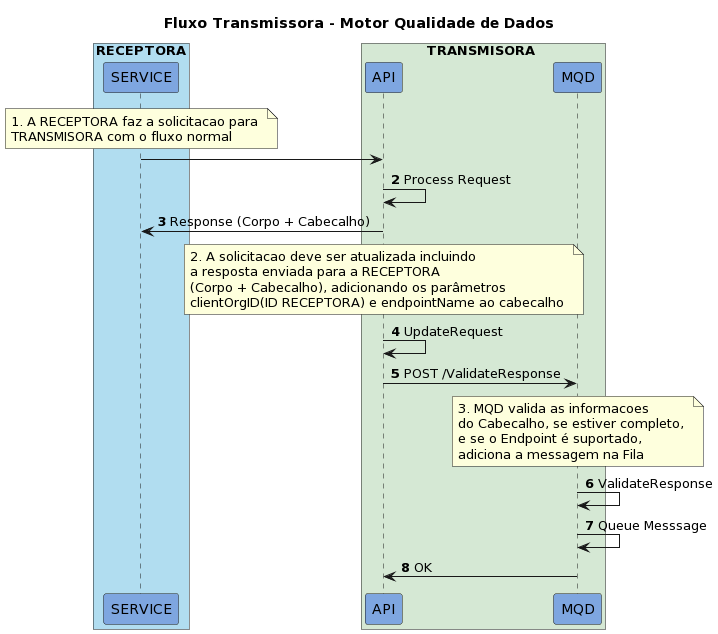 Fluxo Transmissora - Motor Qualidade de Dados
RECEPTORA
TRANSMISORA
SERVICE
API
MQD
1. A RECEPTORA faz a solicitacao para
TRANSMISORA com o fluxo normal
2 Process Request
3 Response (Corpo + Cabecalho)
2. A solicitacao deve ser atualizada incluindo
a resposta enviada para a RECEPTORA
(Corpo + Cabecalho), adicionando os parâmetros
clientOrgID(ID RECEPTORA) e endpointName ao cabecalho
4 UpdateRequest
5 POST /ValidateResponse
3. MQD valida as informacoes
do Cabecalho, se estiver completo,
e se o Endpoint é suportado,
adiciona a messagem na Fila
6 ValidateResponse
7 Queue Messsage
8 OK
SERVICE
API
MQD